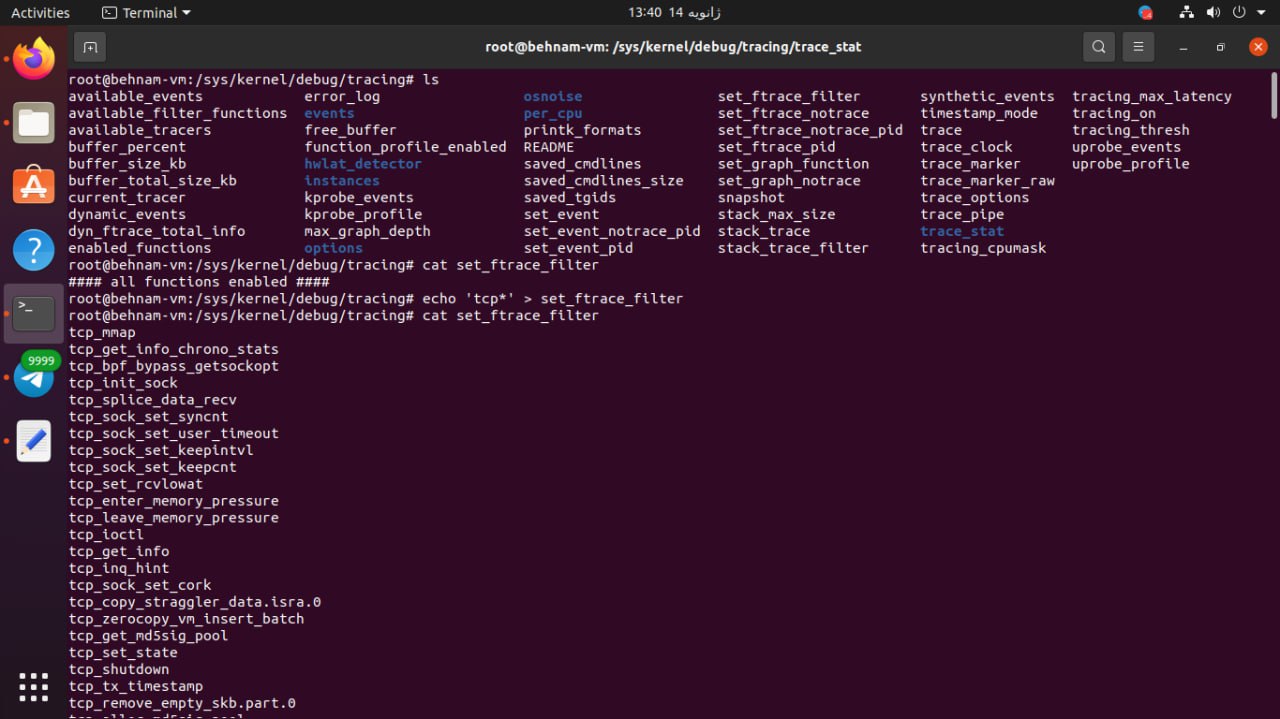 Activities Terminal 13:40 ژانویه 14
root@behnam-vm: /sys/kernel/debug/tracing/trace_stat
root@behnam-vm:/sys/kernel/debug/tracing# ls
available_events error_log osnoise set_ftrace_filter synthetic_events tracing_max_latency
available_filter_functions events per_cpu set_ftrace_notrace timestamp_mode tracing_on
available_tracers free_buffer printk_formats set_ftrace_notrace_pid trace tracing_thresh
buffer_percent function_profile_enabled README set_ftrace_pid trace_clock uprobe_events
buffer_size_kb hwlat_detector saved_cmdlines set_graph_function trace_marker uprobe_profile
buffer_total_size_kb instances saved_cmdlines_size set_graph_notrace trace_marker_raw
current_tracer kprobe_events saved_tgids snapshot trace_options
dynamic_events kprobe_profile set_event stack_max_size trace_pipe
dyn_ftrace_total_info max_graph_depth set_event_notrace_pid stack_trace trace_stat
enabled_functions options set_event_pid stack_trace_filter tracing_cpumask
root@behnam-vm:/sys/kernel/debug/tracing# cat set_ftrace_filter
#### all functions enabled ####
root@behnam-vm:/sys/kernel/debug/tracing# echo 'tcp*' > set_ftrace_filter
root@behnam-vm:/sys/kernel/debug/tracing# cat set_ftrace_filter
tcp_mmap
tcp_get_info_chrono_stats
tcp_bpf_bypass_getsockopt
tcp_init_sock
tcp_splice_data_recv
tcp_sock_set_syncnt
tcp_sock_set_user_timeout
tcp_sock_set_keepintvl
tcp_sock_set_keepcnt
tcp_set_rcvlowat
tcp_enter_memory_pressure
tcp_leave_memory_pressure
tcp_ioctl
tcp_get_info
tcp_inq_hint
tcp_sock_set_cork
tcp_copy_straggler_data.isra.0
tcp_zerocopy_vm_insert_batch
tcp_get_md5sig_pool
tcp_set_state
tcp_shutdown
tcp_tx_timestamp
tcp_remove_empty_skb.part.0
9999